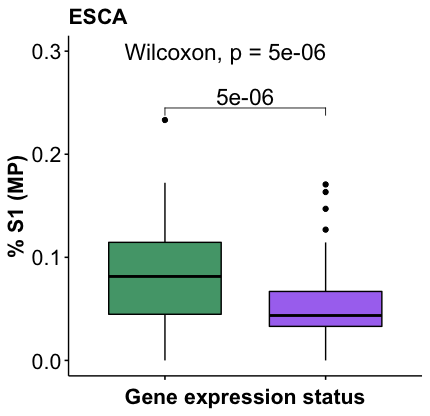 ESCA
Wilcoxon, p = 5e-06
5e-06
% S1 (MP)
0.3
0.2
0.1
0.0
Gene expression status